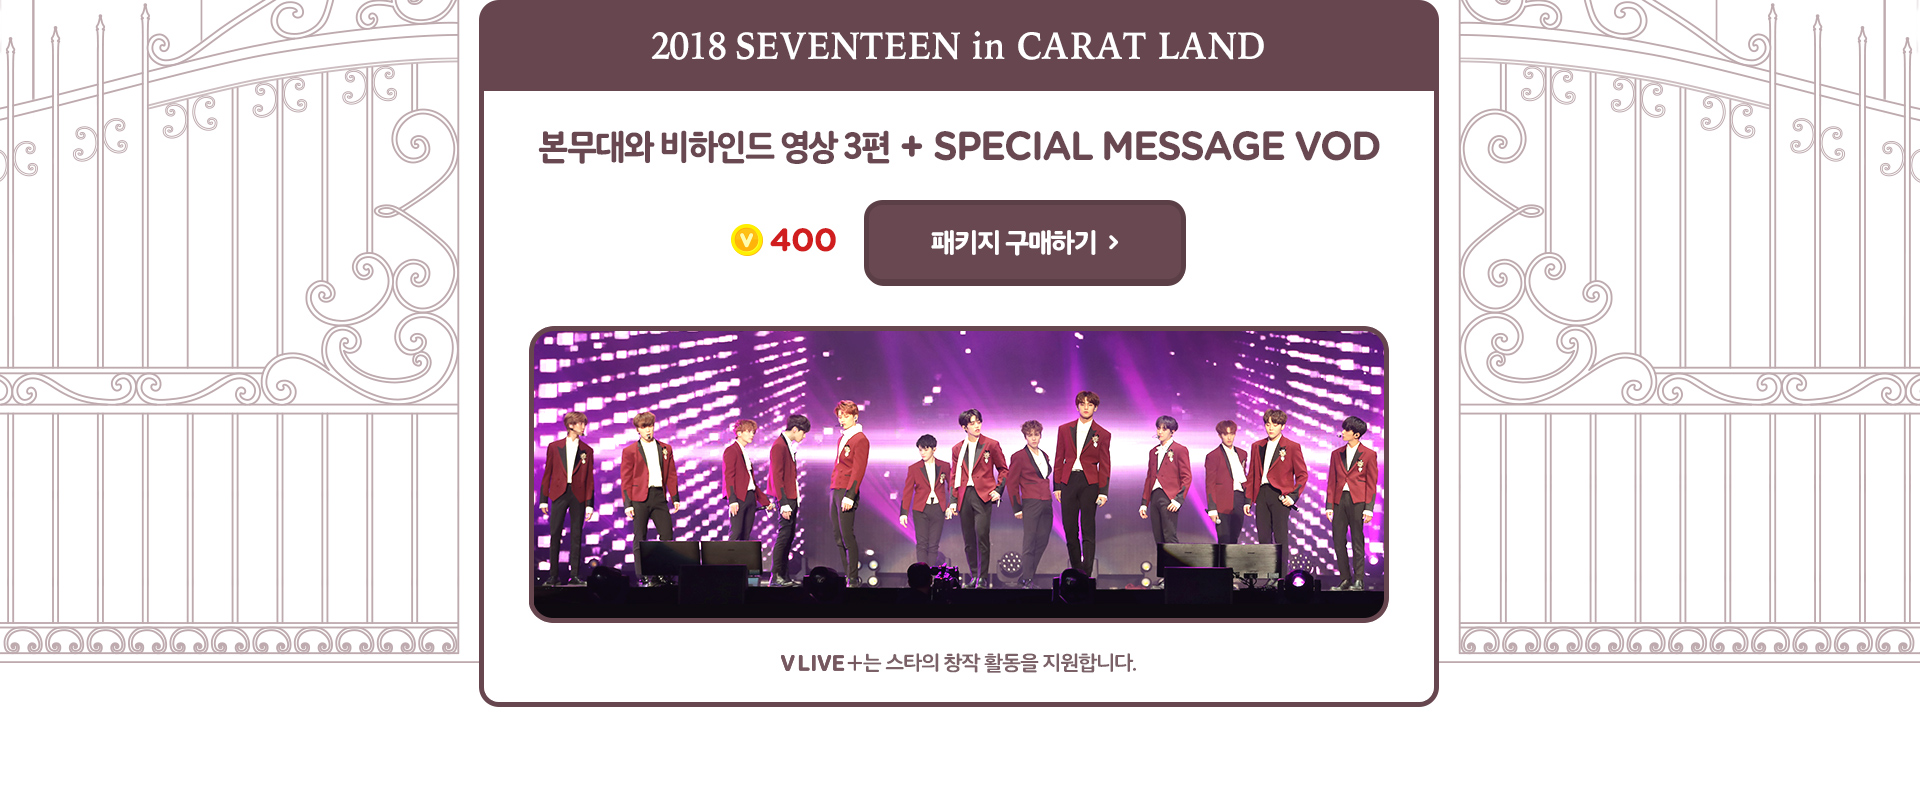 2018 SEVENTEEN in CARAT LAND
본무대와 비하인드 영상 3편 + SPECIAL MESSAGE VOD
V 400
패키지 구매하기 >
V LIVE+는 스타의 창작 활동을 지원합니다.